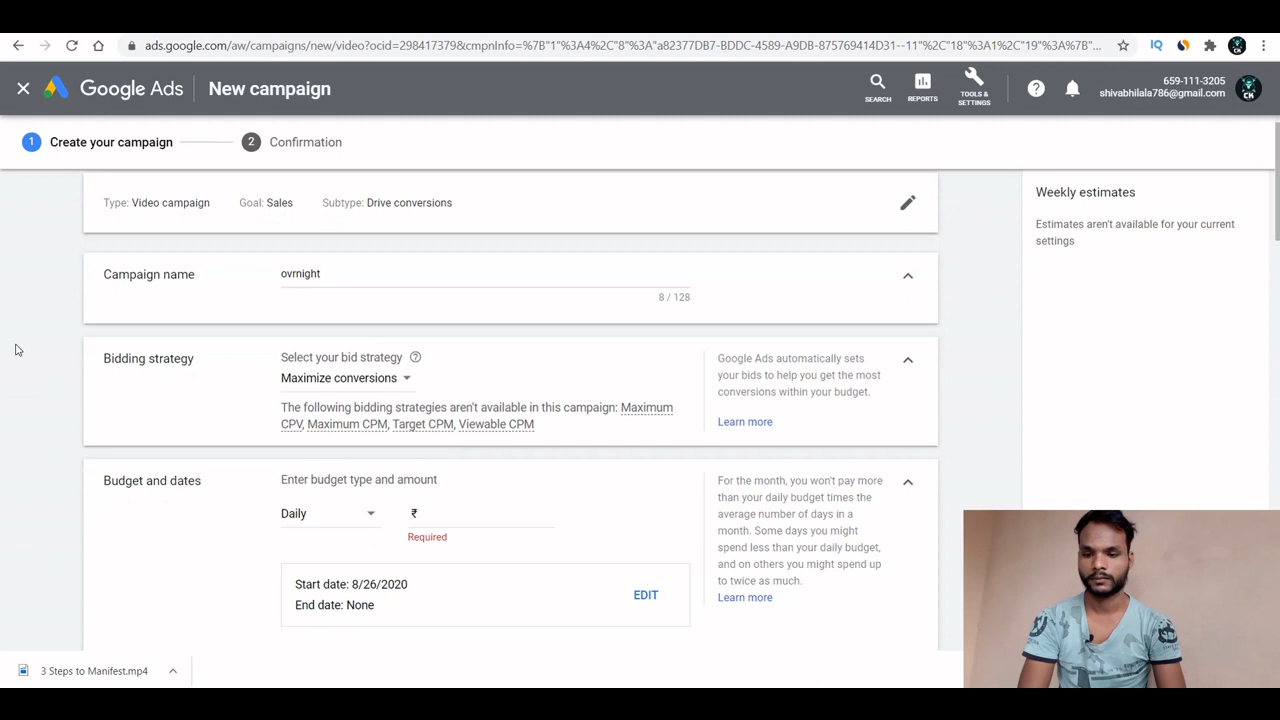 ads.google.com/aw/campaigns/new/video?ocid=298417379&cmpnInfo=%7B"1"%3A4%2C"8"%3A"a82377DB7-BDDC-4589-A9DB-875769414D31--11"%2C"18"%3A1%2C"19"%3A%7B"...
IQ
CK
Google Ads
New campaign
SEARCH
REPORTS
TOOLS &
SETTINGS
659-111-3205
shivabhilala786@gmail.com
CK
1 Create your campaign
2 Confirmation
Type: Video campaign Goal: Sales Subtype: Drive conversions
Weekly estimates
Estimates aren't available for your current
settings
Campaign name
ovrnight
8 / 128
Bidding strategy
Select your bid strategy
Maximize conversions
The following bidding strategies aren't available in this campaign: Maximum
CPV, Maximum CPM, Target CPM, Viewable CPM
Google Ads automatically sets
your bids to help you get the most
conversions within your budget.
Learn more
Budget and dates
Enter budget type and amount
Daily
₹
Required
Start date: 8/26/2020
End date: None
EDIT
For the month, you won't pay more
than your daily budget times the
average number of days in a
month. Some days you might
spend less than your daily budget,
and on others you might spend up
to twice as much.
Learn more
3 Steps to Manifest.mp4